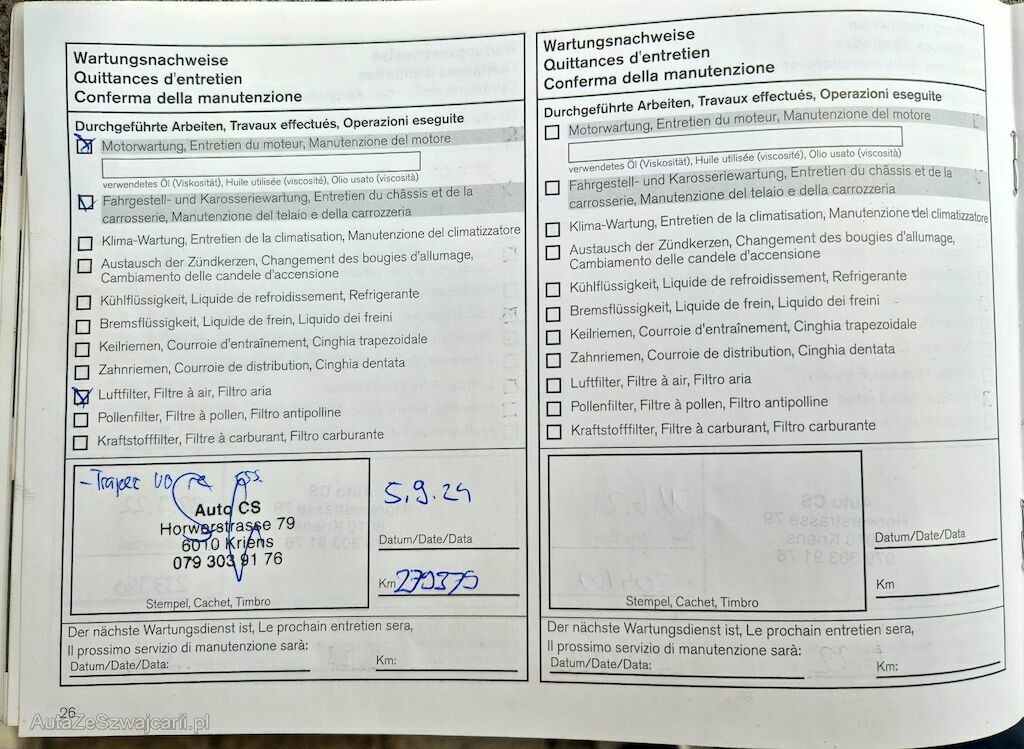 Wartungsnachweise
Quittances d'entretien
Conferma della manutenzione
Durchgeführte Arbeiten, Travaux effectués, Operazioni eseguite
Motorwartung, Entretien du moteur, Manutenzione del motore
verwendetes Öl (Viskosität), Huile utilisée (viscosité), Olio usato (viscosità)
Fahrgestell- und Karosseriewartung, Entretien du châssis et de la
carrosserie, Manutenzione del telaio e della carrozzeria
Klima-Wartung, Entretien de la climatisation, Manutenzione del climatizzatore
Austausch der Zündkerzen, Changement des bougies d'allumage,
Cambiamento delle candele d'accensione
Kühlflüssigkeit, Liquide de refroidissement, Refrigerante
Bremsflüssigkeit, Liquide de frein, Liquido dei freini
Keilriemen, Courroie d'entraînement, Cinghia trapezoidale
Zahnriemen, Courroie de distribution, Cinghia dentata
Luftfilter, Filtre à air, Filtro aria
Pollenfilter, Filtre à pollen, Filtro antipolline
Kraftstofffilter, Filtre à carburant, Filtro carburante
Auto CS
Horwerstrasse 79
6010 Kriens
079 303 91 76
Stempel, Cachet, Timbro
5.9.24
Datum/Date/Data
Km 279379
Der nächste Wartungsdienst ist, Le prochain entretien sera,
Il prossimo servizio di manutenzione sarà:
Datum/Date/Data:
Km:
26
AutaZeSzwajcarii.pl
Wartungsnachweise
Quittances d'entretien
Conferma della manutenzione
Durchgeführte Arbeiten, Travaux effectués, Operazioni eseguite
Motorwartung, Entretien du moteur, Manutenzione del motore
verwendetes Öl (Viskosität), Huile utilisée (viscosité), Olio usato (viscosità)
Fahrgestell- und Karosseriewartung, Entretien du châssis et de la
carrosserie, Manutenzione del telaio e della carrozzeria
Klima-Wartung, Entretien de la climatisation, Manutenzione del climatizzatore
Austausch der Zündkerzen, Changement des bougies d'allumage,
Cambiamento delle candele d'accensione
Kühlflüssigkeit, Liquide de refroidissement, Refrigerante
Bremsflüssigkeit, Liquide de frein, Liquido dei freini
Keilriemen, Courroie d'entraînement, Cinghia trapezoidale
Zahnriemen, Courroie de distribution, Cinghia dentata
Luftfilter, Filtre à air, Filtro aria
Pollenfilter, Filtre à pollen, Filtro antipolline
Kraftstofffilter, Filtre à carburant, Filtro carburante
Stempel, Cachet, Timbro
Datum/Date/Data
Km
Der nächste Wartungsdienst ist, Le prochain entretien sera,
Il prossimo servizio di manutenzione sarà:
Datum/Date/Data:
Km: